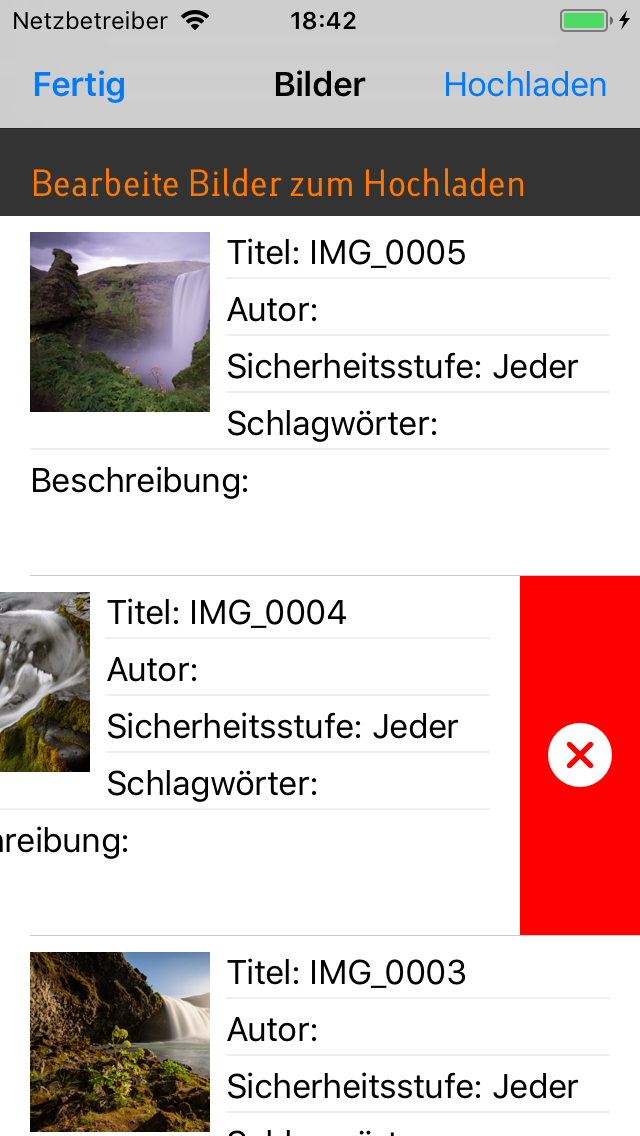 Netzbetreiber 18:42
Fertig Bilder Hochladen
Bearbeite Bilder zum Hochladen
Titel: IMG_0005
Autor:
Sicherheitsstufe: Jeder
Schlagwörter:
Beschreibung:
Titel: IMG_0004
Autor:
Sicherheitsstufe: Jeder
Schlagwörter:
reibung:
Titel: IMG_0003
Autor:
Sicherheitsstufe: Jeder